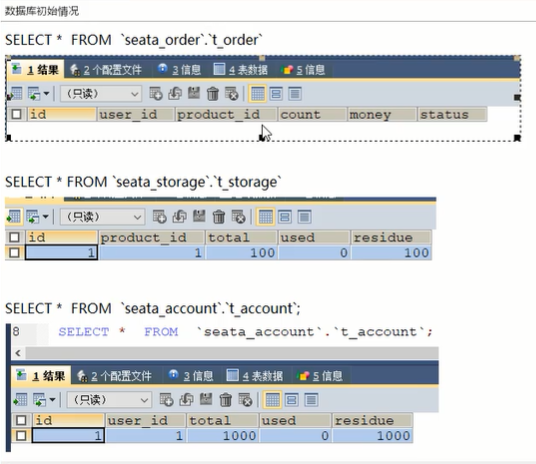 数据库初始情况
SELECT * FROM `seata_order`.`t_order`
1 结果 2 个配置文件 3 信息 4 表数据 5 信息
(只读)
id user_id product_id count money status
SELECT * FROM `seata_storage`.`t_storage`
(只读)
id product_id total used residue
1 1 100 0 100
SELECT * FROM `seata_account`.`t_account`;
8 SELECT * FROM `seata_account`.`t_account`;
1 结果 2 个配置文件 3 信息 4 表数据 5 信息
(只读)
id user_id total used residue
1 1 1000 0 1000